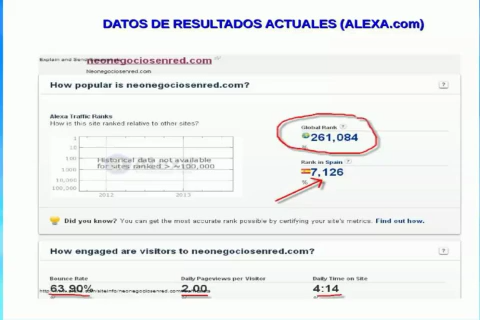 DATOS DE RESULTADOS ACTUALES (ALEXA.com)
neonegociosenred.com
neonegociosenred.com
How popular is neonegociosenred.com?
Alexa Traffic Ranks
How is this site ranked relative to other sites?
Global Rank
261,084
Rank in Spain
7,126
1
10
100
1,000
10,000
100,000
Historical data not available
for sites ranked > ~100,000
2012
2013
Did you know? You can get the most accurate rank possible by certifying your site's metrics. Find out how.
How engaged are visitors to neonegociosenred.com?
Bounce Rate
63.90%
Daily Pageviews per Visitor
2.00
Daily Time on Site
4:14